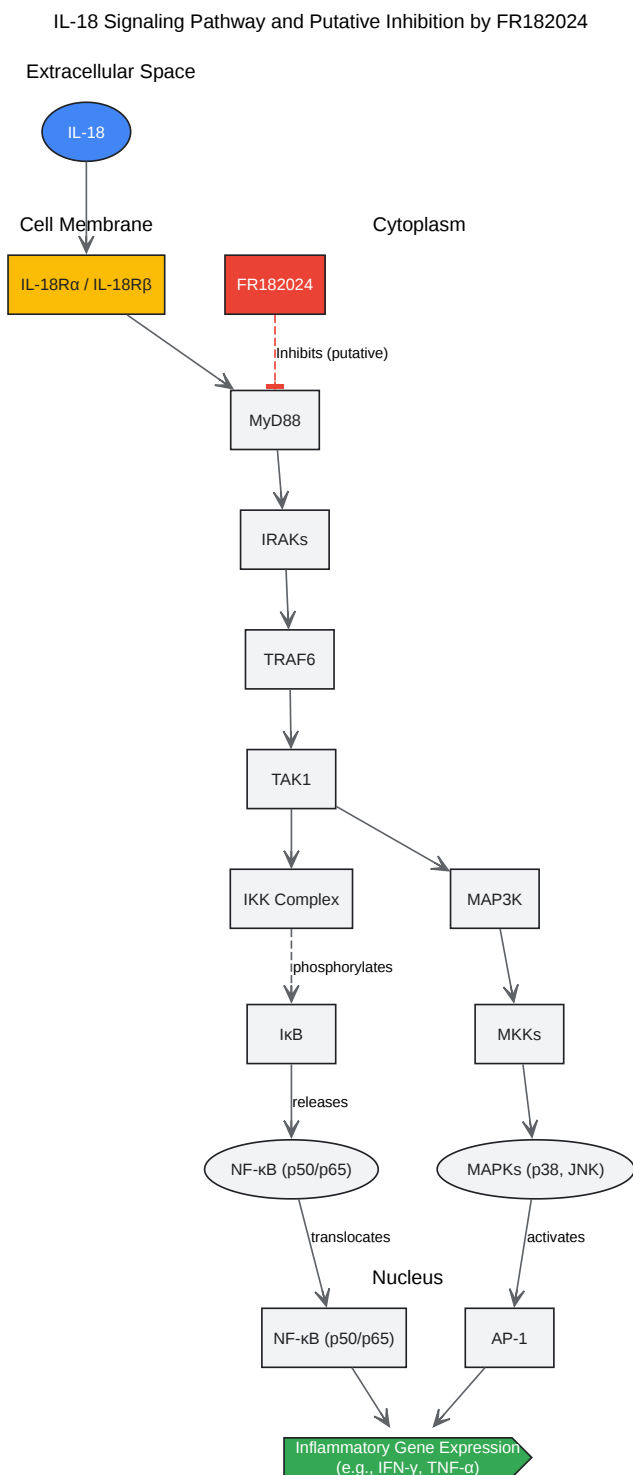 IL-18 Signaling Pathway and Putative Inhibition by FR182024
Extracellular Space
IL-18
Cell Membrane
Cytoplasm
IL-18Rα / IL-18Rβ
FR182024
Inhibits (putative)
MyD88
IRAKs
TRAF6
TAK1
IKK Complex
MAP3K
phosphorylates
IκB
MKKs
releases
NF-κB (p50/p65)
MAPKs (p38, JNK)
translocates
activates
Nucleus
NF-κB (p50/p65)
AP-1
Inflammatory Gene Expression
(e.g., IFN-γ, TNF-α)